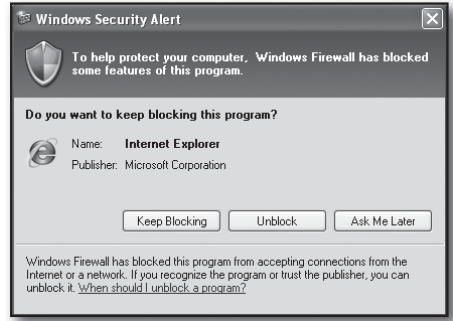 Windows Security Alert
To help protect your computer, Windows Firewall has blocked
some features of this program.
Do you want to keep blocking this program?
Name: Internet Explorer
Publisher: Microsoft Corporation
Keep Blocking Unblock Ask Me Later
Windows Firewall has blocked this program from accepting connections from the
Internet or a network. If you recognize the program or trust the publisher, you can
unblock it. When should I unblock a program?